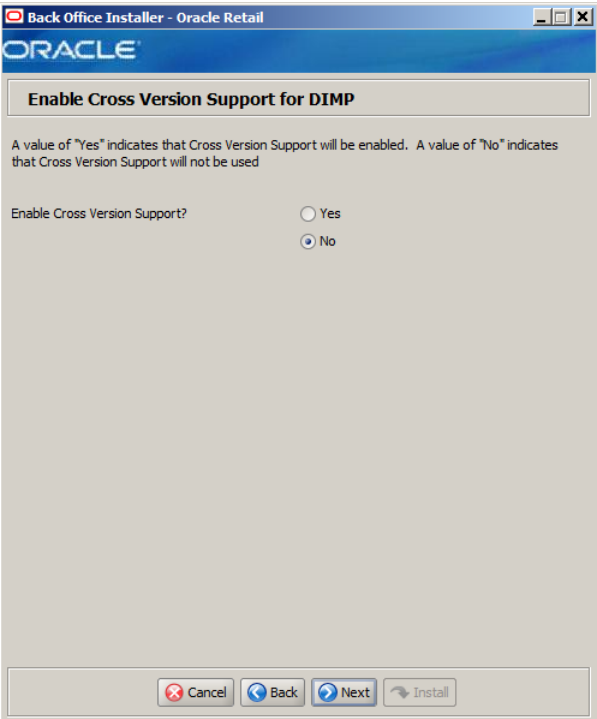 Back Office Installer - Oracle Retail
ORACLE
Enable Cross Version Support for DIMP
A value of "Yes" indicates that Cross Version Support will be enabled.  A value of "No" indicates
that Cross Version Support will not be used
Enable Cross Version Support?
Yes
No
Cancel
Back
Next
Install